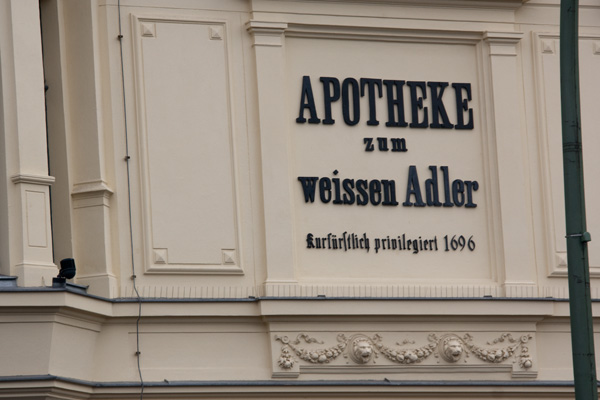 APOTHEKE
zum
weissen Adler
Kurfürstlich privilegiert 1696